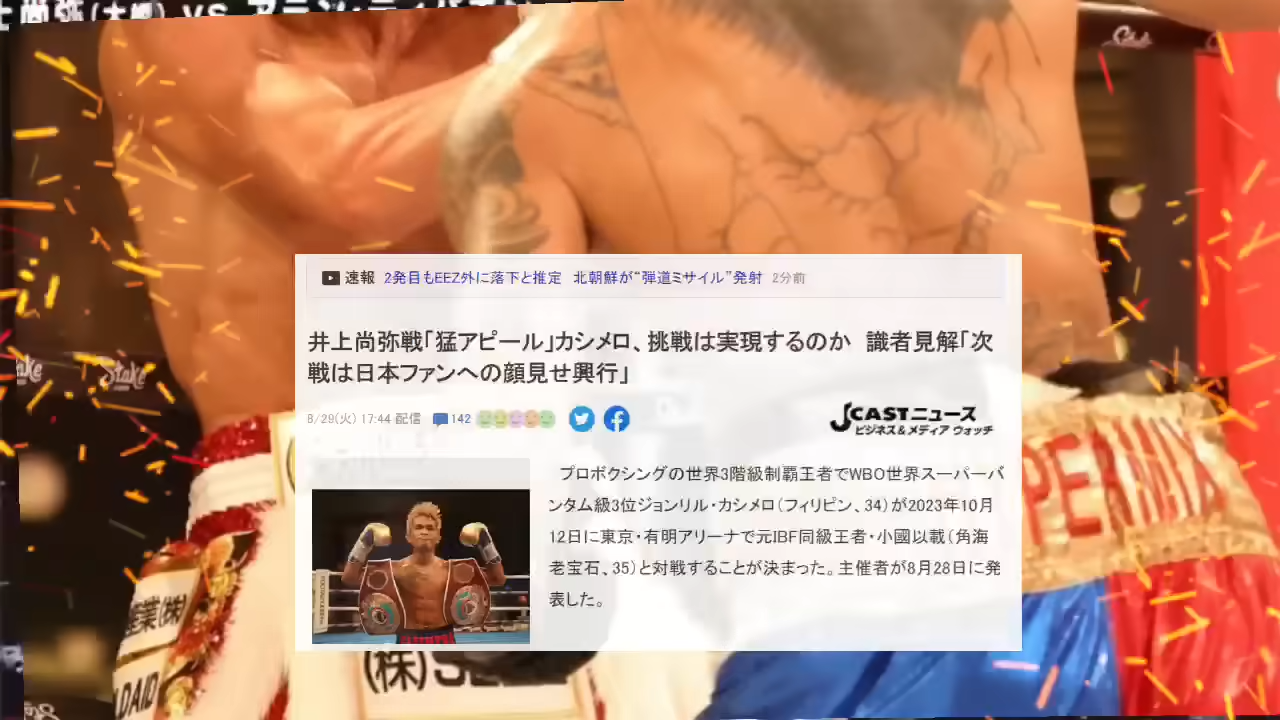 尚弥(大橋) vs
Stake
速報 2発目もEEZ外に落下と推定 北朝鮮が“弾道ミサイル”発射 2分前
井上尚弥戦「猛アピール」カシメロ、挑戦は実現するのか 識者見解「次
戦は日本ファンへの顔見せ興行」
8/29(火) 17:44 配信 142
J-CASTニュース
ビジネス&メディア ウォッチ
プロボクシングの世界3階級制覇王者でWBO世界スーパーバ
ンタム級3位ジョンリル・カシメロ(フィリピン、34)が2023年10月
12日に東京・有明アリーナで元IBF同級王者・小國以載(角海
老宝石、35)と対戦することが決まった。主催者が8月28日に発
表した。
Stake
産業(株)
(株)